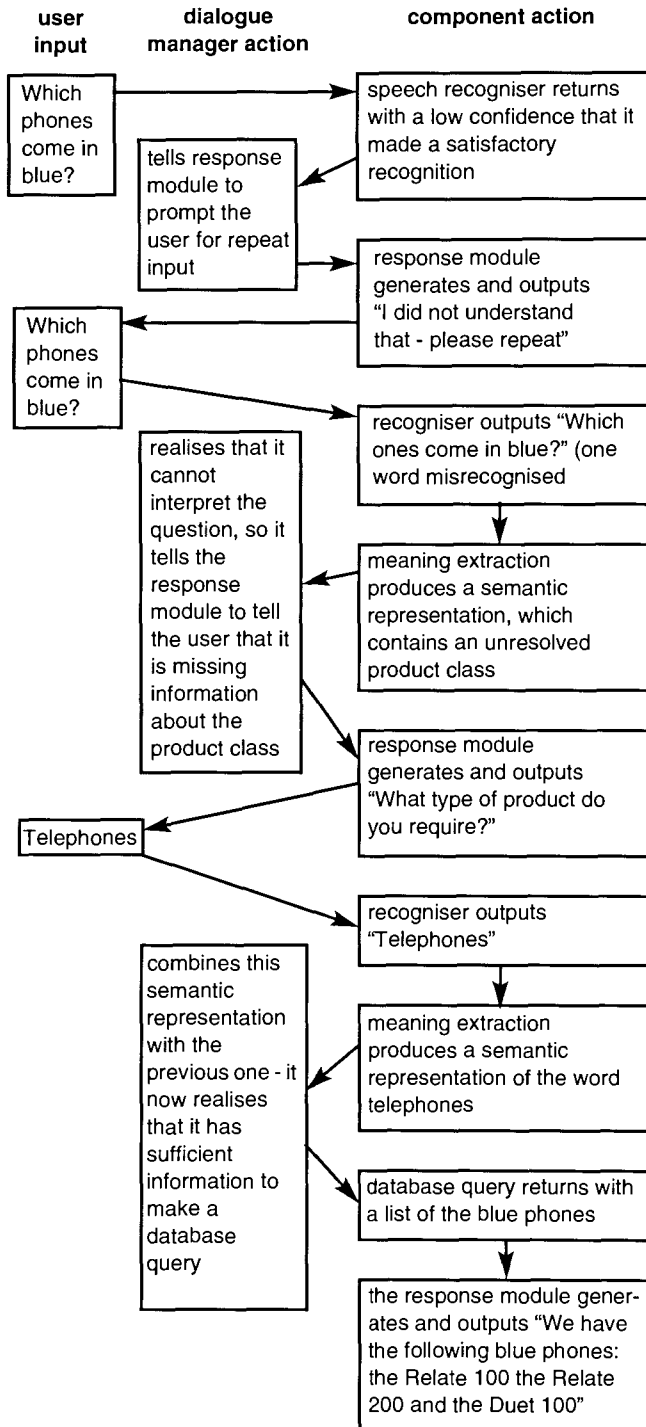 user input
dialogue manager action
component action
Which
phones
come in
blue?
speech recogniser returns
with a low confidence that it
made a satisfactory
recognition
tells response
module to
prompt the
user for repeat
input
response module
generates and outputs
“I did not understand
that - please repeat”
Which
phones
come in
blue?
recogniser outputs “Which
ones come in blue?” (one
word misrecognised
realises that it
cannot
interpret the
question, so it
tells the
response
module to tell
the user that it
is missing
information
about the
product class
meaning extraction
produces a semantic
representation, which
contains an unresolved
product class
response module
generates and outputs
“What type of product do
you require?”
Telephones
recogniser outputs
“Telephones”
meaning extraction
produces a semantic
representation of the word
telephones
combines this
semantic
representation
with the
previous one - it
now realises
that it has
sufficient
information to
make a
database
query
database query returns with
a list of the blue phones
the response module gener-
ates and outputs “We have
the following blue phones:
the Relate 100 the Relate
200 and the Duet 100”